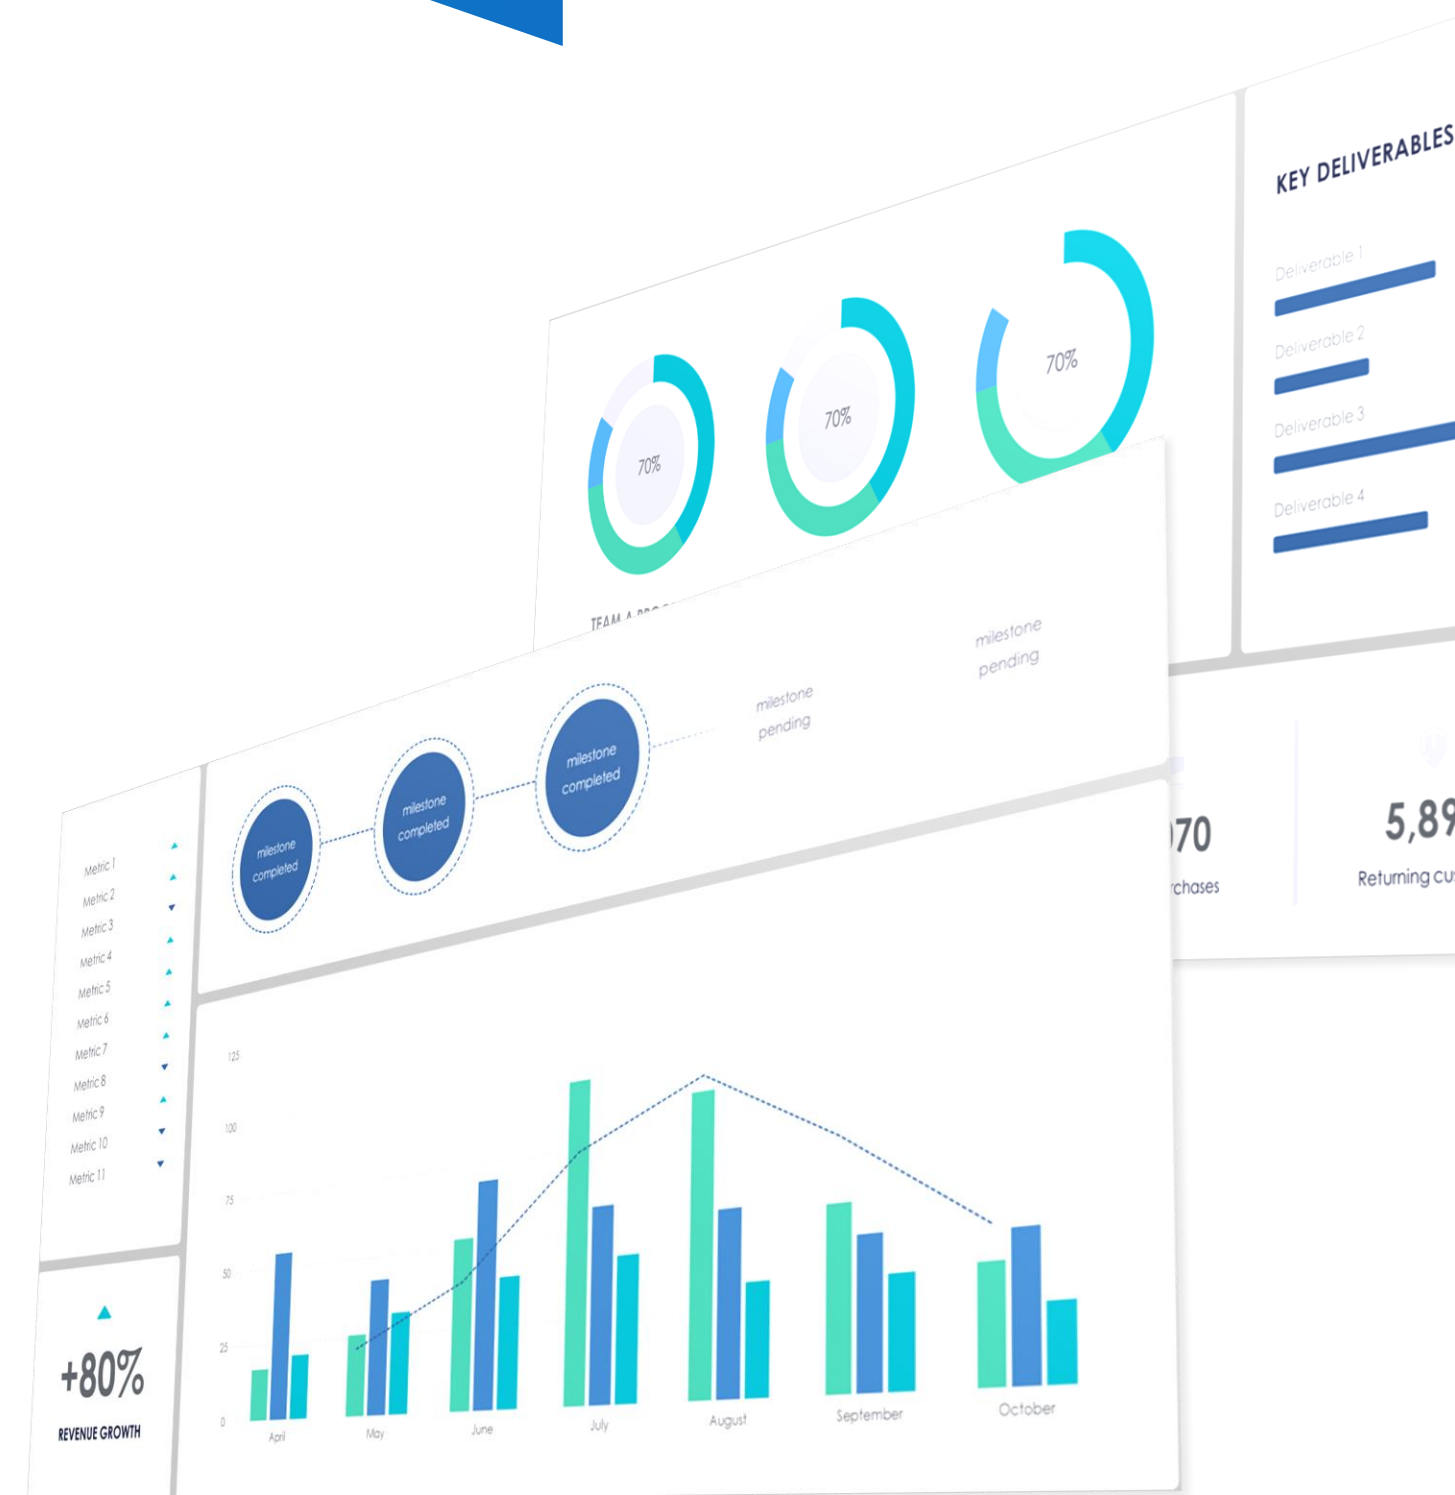 KEY DELIVERABLES
Deliverable 1
Deliverable 2
Deliverable 3
Deliverable 4
70%
70%
70%
TEAM A
milestone
completed
milestone
completed
milestone
completed
milestone
pending
milestone
pending
970
rchases
5,89
Returning cus
Metric 1
Metric 2
Metric 3
Metric 4
Metric 5
Metric 6
Metric 7
Metric 8
Metric 9
Metric 10
Metric 11
+80%
REVENUE GROWTH
125
100
75
50
25
0
April
May
June
July
August
September
October